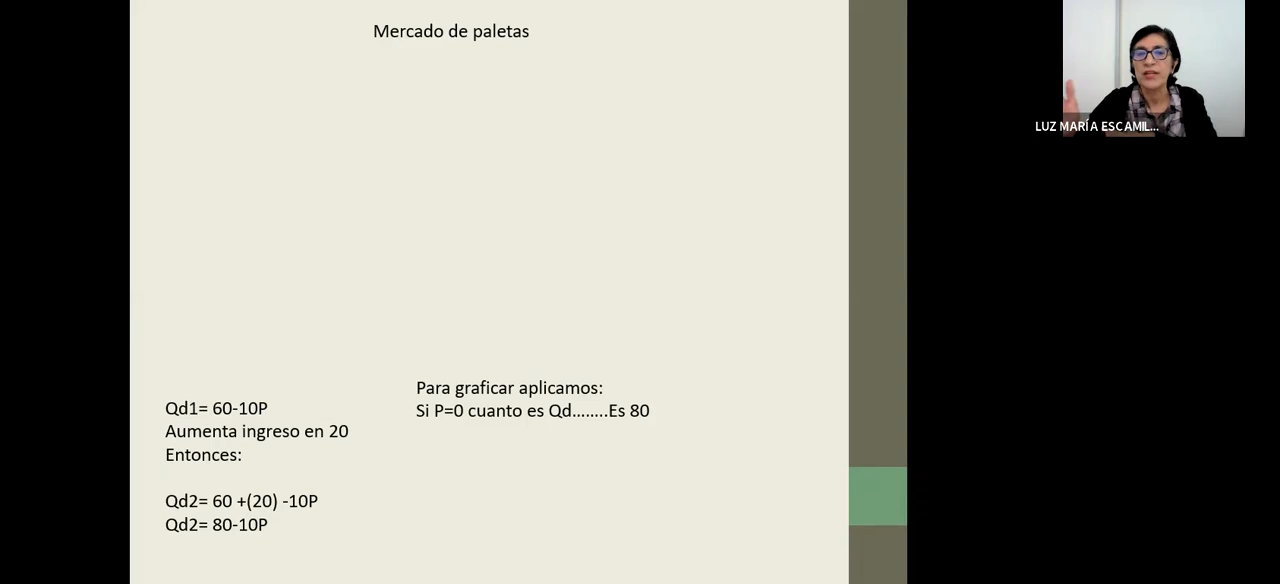 Mercado de paletas
LUZ MARÍA ESCAMIL...
Para graficar aplicamos:
Si P=0 cuanto es Qd........Es 80
Qd1= 60-10P
Aumenta ingreso en 20
Entonces:
Qd2= 60 +(20) -10P
Qd2= 80-10P